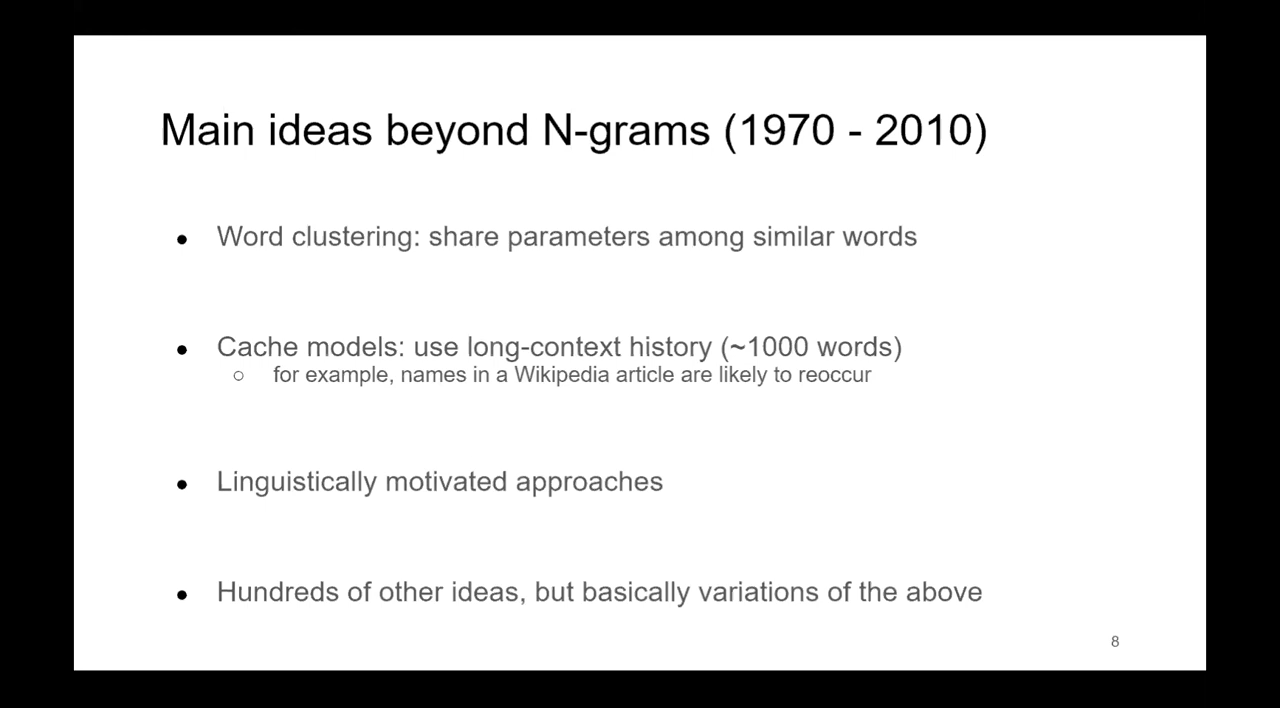 Main ideas beyond N-grams (1970 - 2010)
● Word clustering: share parameters among similar words
● Cache models: use long-context history (~1000 words)
○ for example, names in a Wikipedia article are likely to reoccur
● Linguistically motivated approaches
● Hundreds of other ideas, but basically variations of the above
8